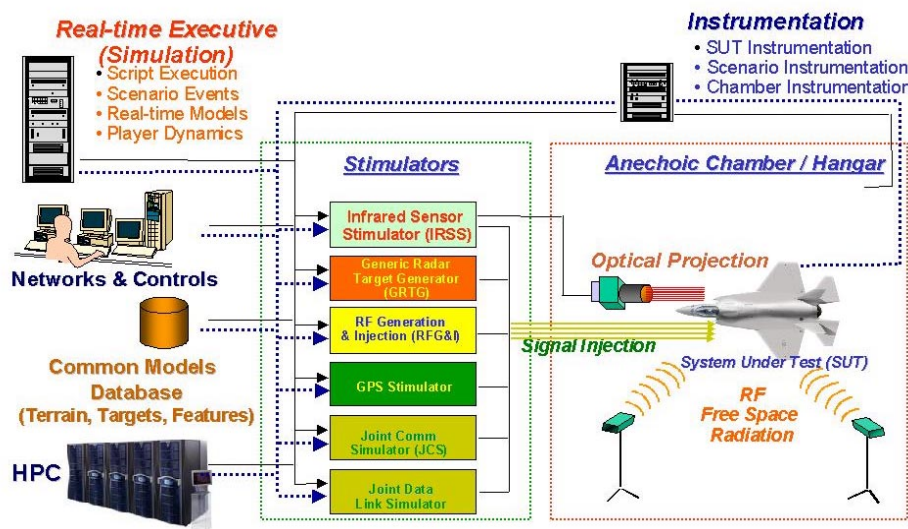 Real-time Executive
(Simulation)
• Script Execution
• Scenario Events
• Real-time Models
• Player Dynamics
Instrumentation
• SUT Instrumentation
• Scenario Instrumentation
• Chamber Instrumentation
Stimulators
Anechoic Chamber / Hangar
Infrared Sensor
Stimulator (IRSS)
Generic Radar
Target Generator
(GRTG)
RF Generation
& Injection (RFG&I)
GPS Stimulator
Joint Comm
Simulator (JCS)
Joint Data
Link Simulator
Networks & Controls
Common Models
Database
(Terrain, Targets, Features)
HPC
Optical Projection
Signal Injection
System Under Test (SUT)
RF
Free Space
Radiation